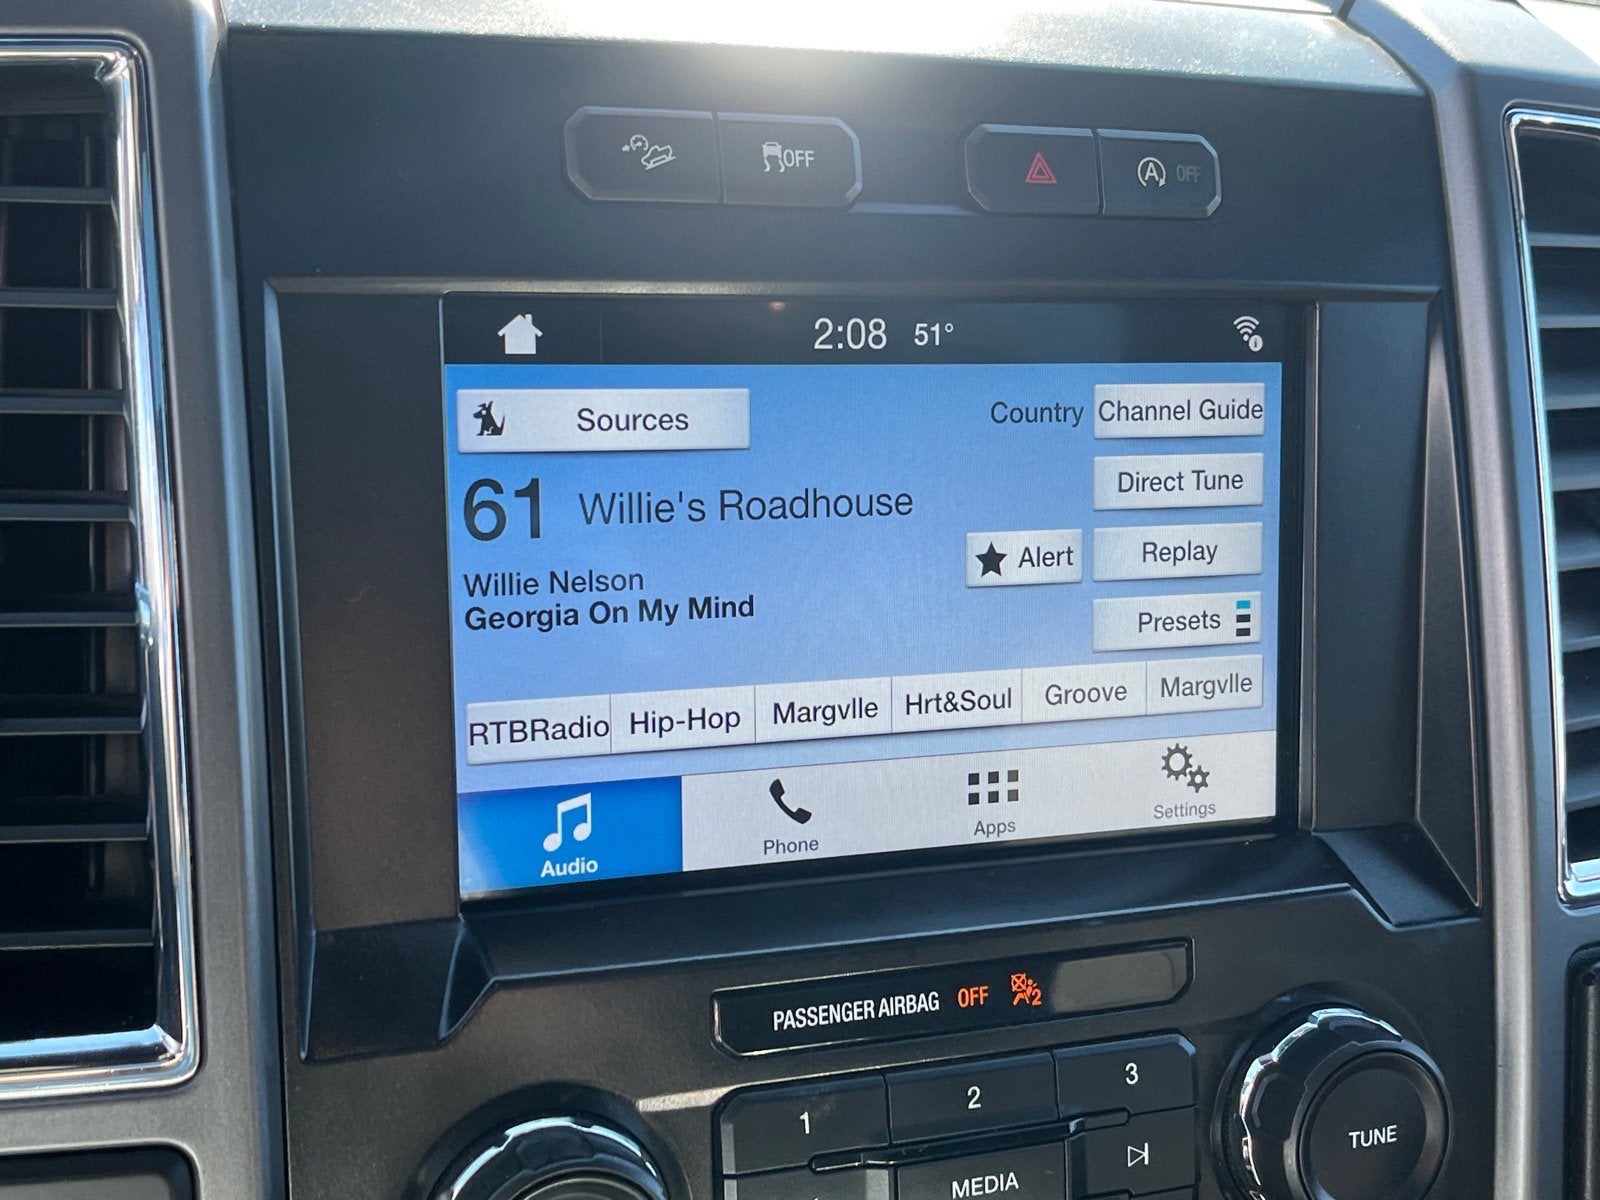 OFF
A OFF
2:08 51°
Sources
Country
Channel Guide
61 Willie's Roadhouse
Direct Tune
Alert
Replay
Willie Nelson
Georgia On My Mind
Presets
RTBRadio Hip-Hop Margvlle Hrt&Soul Groove Margvlle
Audio Phone Apps Settings
PASSENGER AIRBAG OFF 2
1 2 3
MEDIA
TUNE